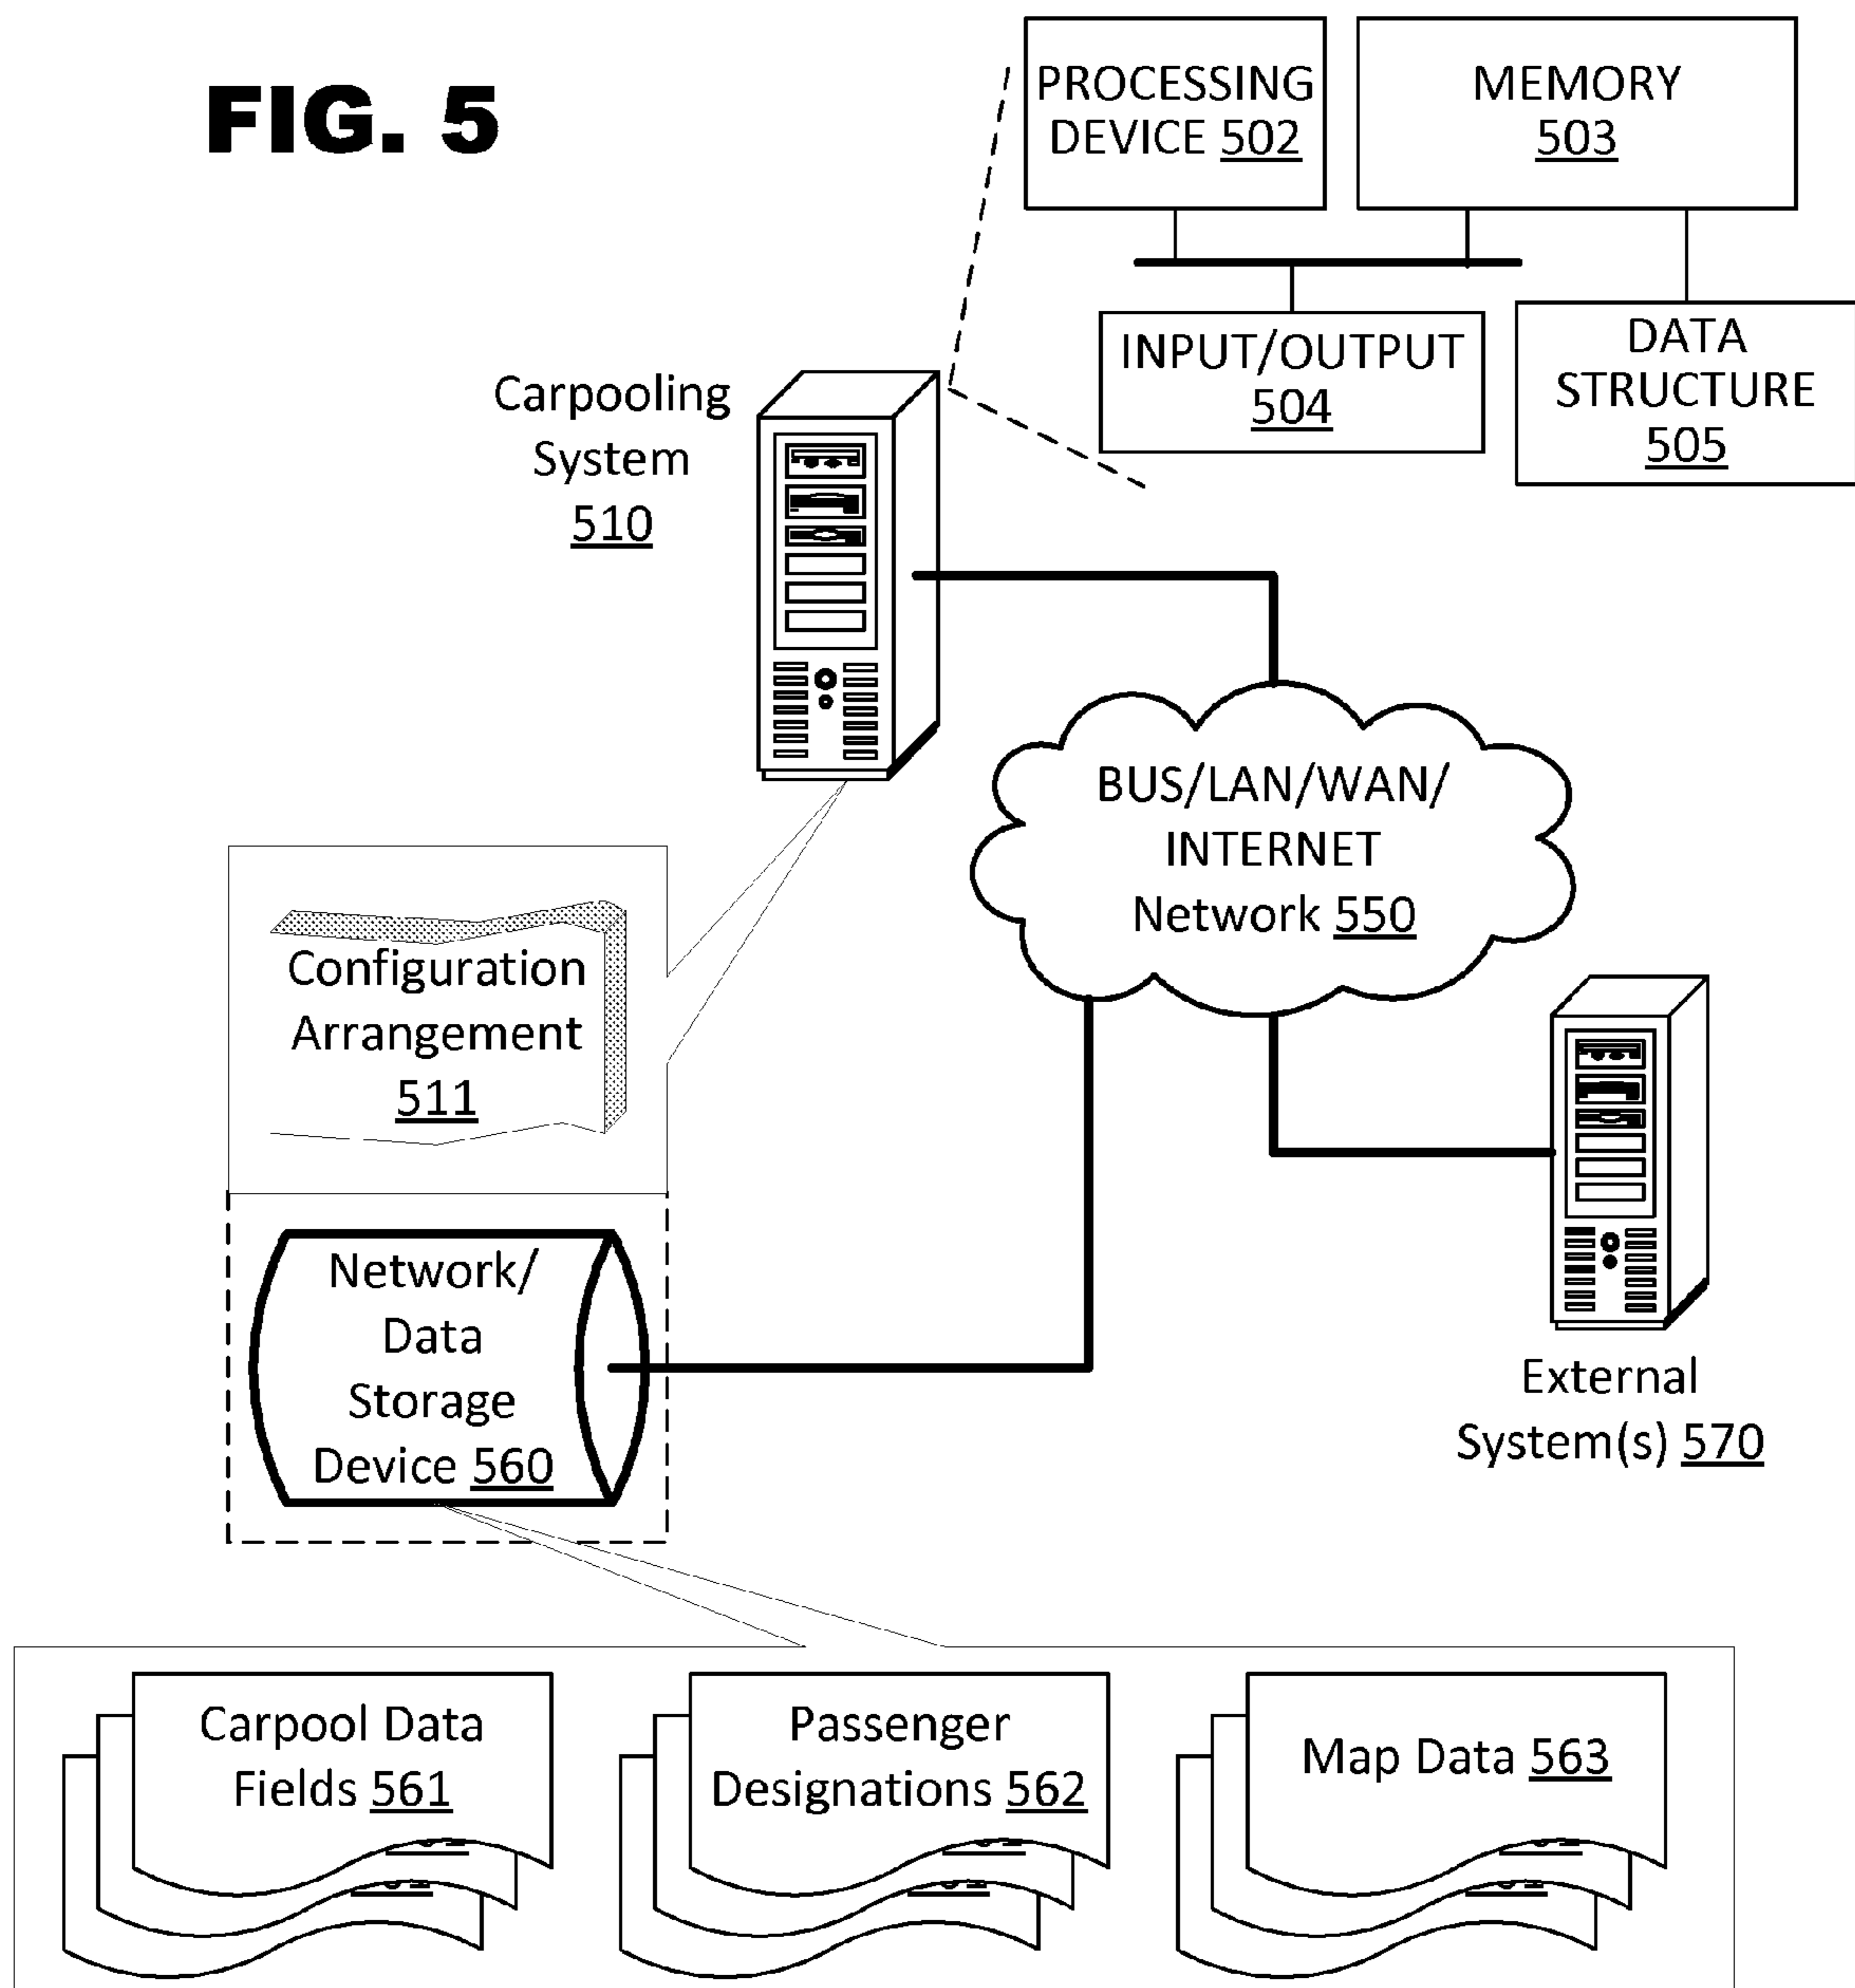 FIG. 5
PROCESSING
DEVICE 502
MEMORY
503
INPUT/OUTPUT
504
DATA
STRUCTURE
505
Carpooling
System
510
BUS/LAN/WAN/
INTERNET
Network 550
Configuration
Arrangement
511
Network/
Data
Storage
Device 560
External
System(s) 570
Carpool Data
Fields 561
Passenger
Designations 562
Map Data 563